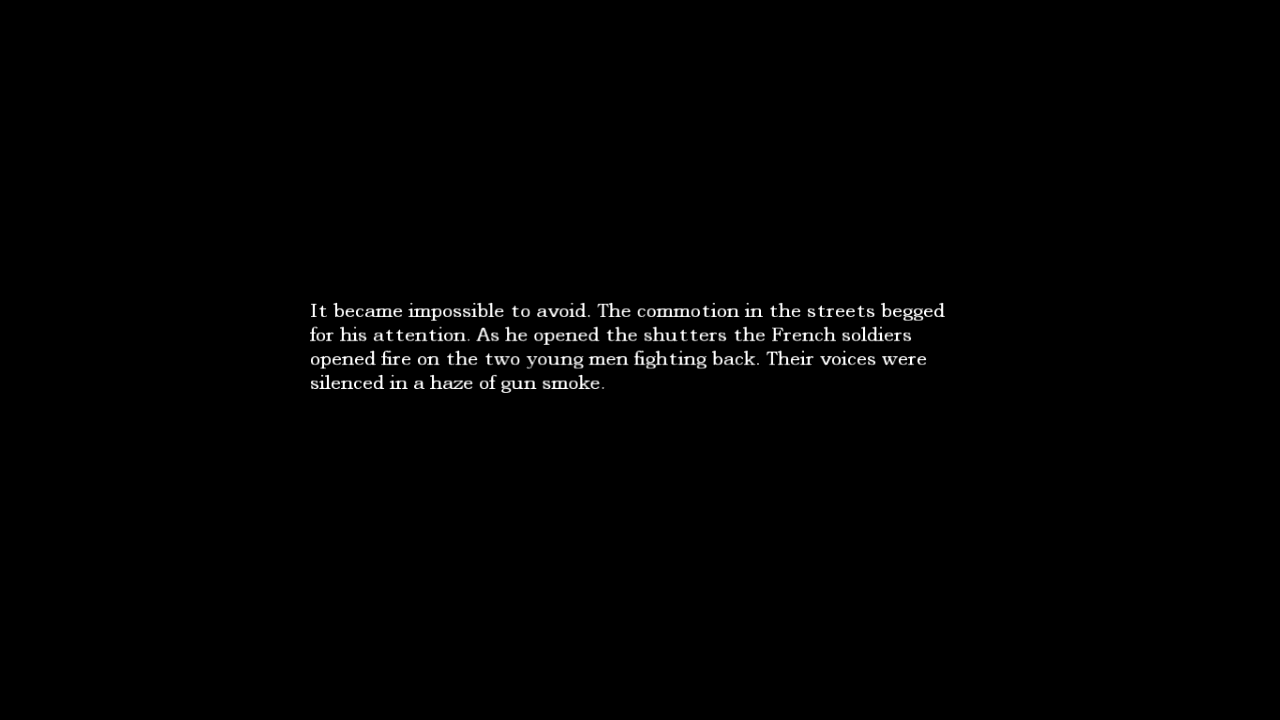 It became impossible to avoid. The commotion in the streets begged
for his attention. As he opened the shutters the French soldiers
opened fire on the two young men fighting back. Their voices were
silenced in a haze of gun smoke.